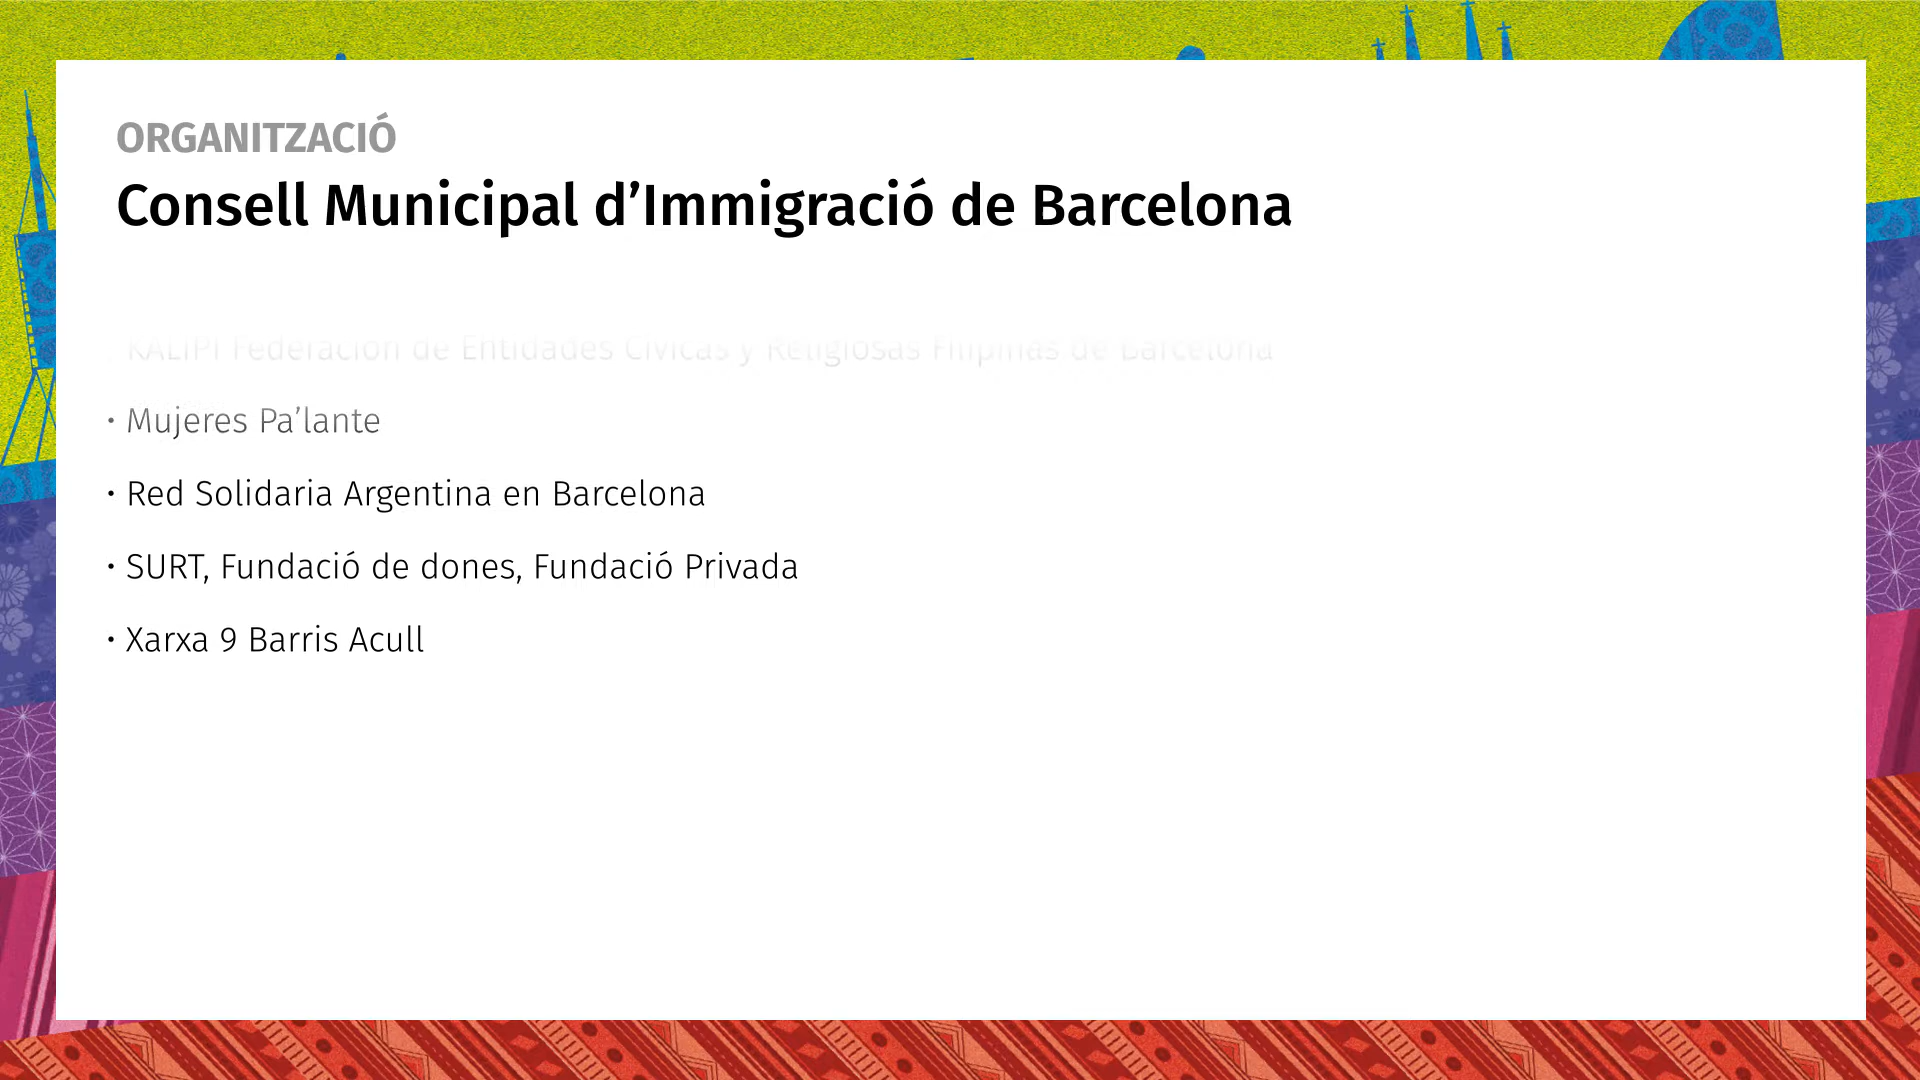 ORGANITZACIÓ
Consell Municipal d’Immigració de Barcelona
KALIPI Federación de Entidades Cívicas y Religiosas Filipinas de Barcelona
• Mujeres Pa’lante
• Red Solidaria Argentina en Barcelona
• SURT, Fundació de dones, Fundació Privada
• Xarxa 9 Barris Acull